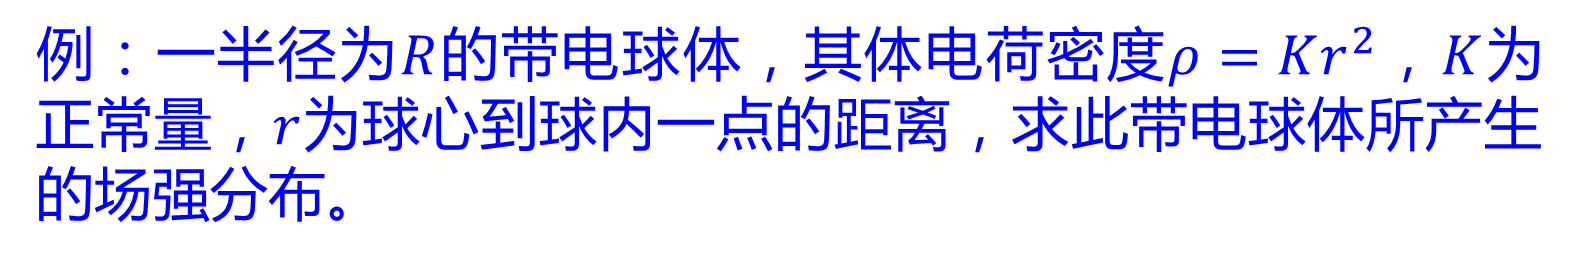 例：一半径为R的带电球体，其体电荷密度ρ = Kr²，K为
正常量，r为球心到球内一点的距离，求此带电球体所产生
的场强分布。